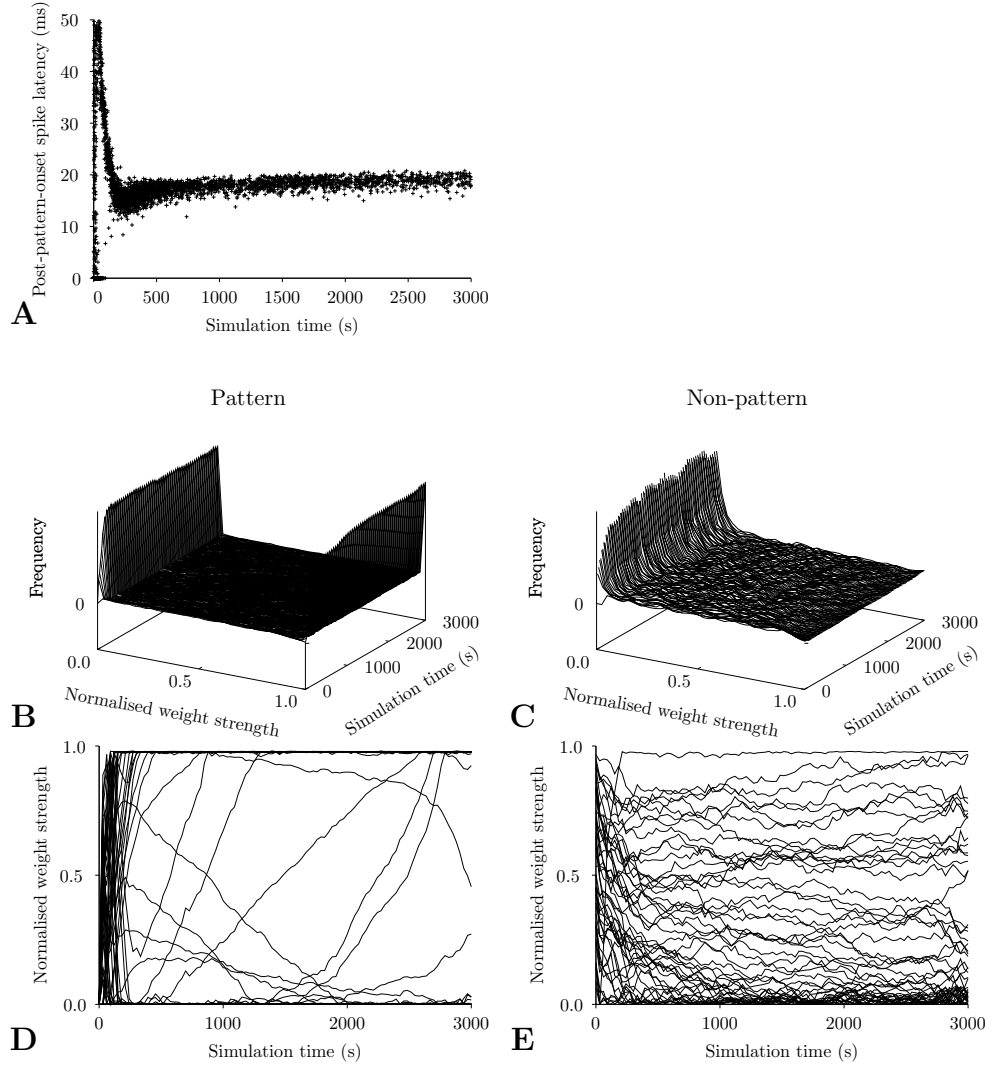 Post-pattern-onset spike latency (ms)
50
40
30
20
10
0
0 500 1000 1500 2000 2500 3000
Simulation time (s)
A
Pattern
Frequency
0
0.0
0.5
1.0
Normalised weight strength
0
1000
2000
3000
Simulation time (s)
B
Non-pattern
Frequency
0
0.0
0.5
1.0
Normalised weight strength
0
1000
2000
3000
Simulation time (s)
C
Normalised weight strength
1.0
0.5
0.0
0 1000 2000 3000
Simulation time (s)
D
Normalised weight strength
1.0
0.5
0.0
0 1000 2000 3000
Simulation time (s)
E